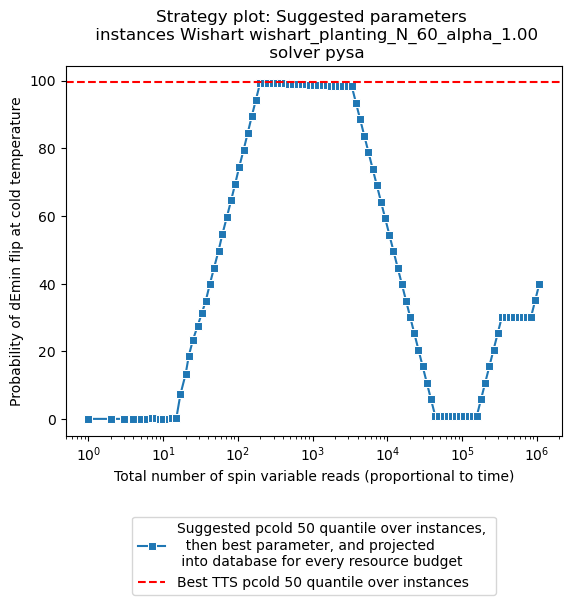 Strategy plot: Suggested parameters
instances Wishart wishart_planting_N_60_alpha_1.00
solver pysa
Probability of dEmin flip at cold temperature
100
80
60
40
20
0
10^0 10^1 10^2 10^3 10^4 10^5 10^6
Total number of spin variable reads (proportional to time)
Suggested pcold 50 quantile over instances,
then best parameter, and projected
into database for every resource budget
Best TTS pcold 50 quantile over instances